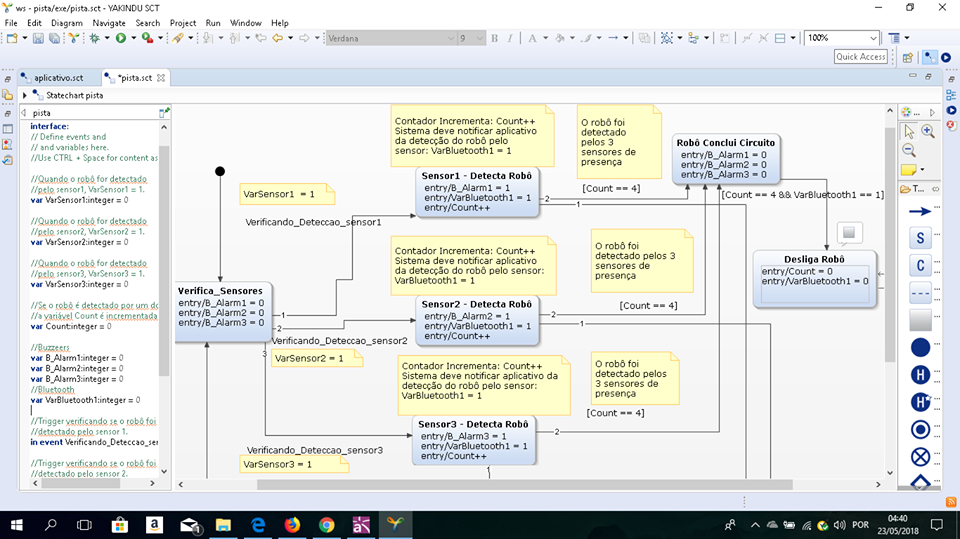 ws - pista/exe/pista.sct - YAKINDU SCT
File Edit Diagram Navigate Search Project Run Window Help
Verdana 9 B I A 100%
Quick Access
aplicativo.sct *pista.sct
Statechart pista
pista
interface:
// Define events and
// and variables here.
//Use CTRL + Space for content as
//Quando o robô for detectado
//pelo sensor1, VarSensor1 = 1.
var VarSensor1:integer = 0
//Quando o robô for detectado
//pelo sensor2, VarSensor2 = 1.
var VarSensor2:integer = 0
//Quando o robô for detectado
//pelo sensor3, VarSensor3 = 1.
var VarSensor3:integer = 0
//Se o robô é detectado por um do
//a variável Count é incrementada
var Count:integer = 0
//Buzzeers
var B_Alarm1:integer = 0
var B_Alarm2:integer = 0
var B_Alarm3:integer = 0
//Bluetooth
var VarBluetooth1:integer = 0
//Trigger verificando se o robô foi
//detectado pelo sensor 1.
in event Verificando_Deteccao_sen
//Trigger verificando se o robô foi
//detectado pelo sensor 2.
Verifica_Sensores
entry/B_Alarm1 = 0
entry/B_Alarm2 = 0
entry/B_Alarm3 = 0
VarSensor1 = 1
Verificando_Deteccao_sensor1
1
2
Verificando_Deteccao_sensor2
3
VarSensor2 = 1
Verificando_Deteccao_sensor3
VarSensor3 = 1
Contador Incrementa: Count++
Sistema deve notificar aplicativo
da detecção do robô pelo
sensor: VarBluetooth1 = 1
Sensor1 - Detecta Robô
entry/B_Alarm1 = 1
entry/VarBluetooth1 = 1
entry/Count++
2
1
O robô foi
detectado
pelos 3
sensores de
presença
[Count == 4]
Contador Incrementa: Count++
Sistema deve notificar aplicativo
da detecção do robô pelo sensor:
VarBluetooth1 = 1
Sensor2 - Detecta Robô
entry/B_Alarm2 = 1
entry/VarBluetooth1 = 1
entry/Count++
2
1
O robô foi
detectado pelos 3
sensores de
presença
[Count == 4]
Contador Incrementa: Count++
Sistema deve notificar aplicativo da
detecção do robô pelo sensor:
VarBluetooth1 = 1
Sensor3 - Detecta Robô
entry/B_Alarm3 = 1
entry/VarBluetooth1 = 1
entry/Count++
2
1
O robô foi
detectado pelos
3 sensores de
presença
[Count == 4]
Robô Conclui Circuito
entry/B_Alarm1 = 0
entry/B_Alarm2 = 0
entry/B_Alarm3 = 0
[Count == 4 && VarBluetooth1 == 1]
Desliga Robô
entry/Count = 0
entry/VarBluetooth1 = 0
T...
S
C
H
H*
POR
04:40
23/05/2018